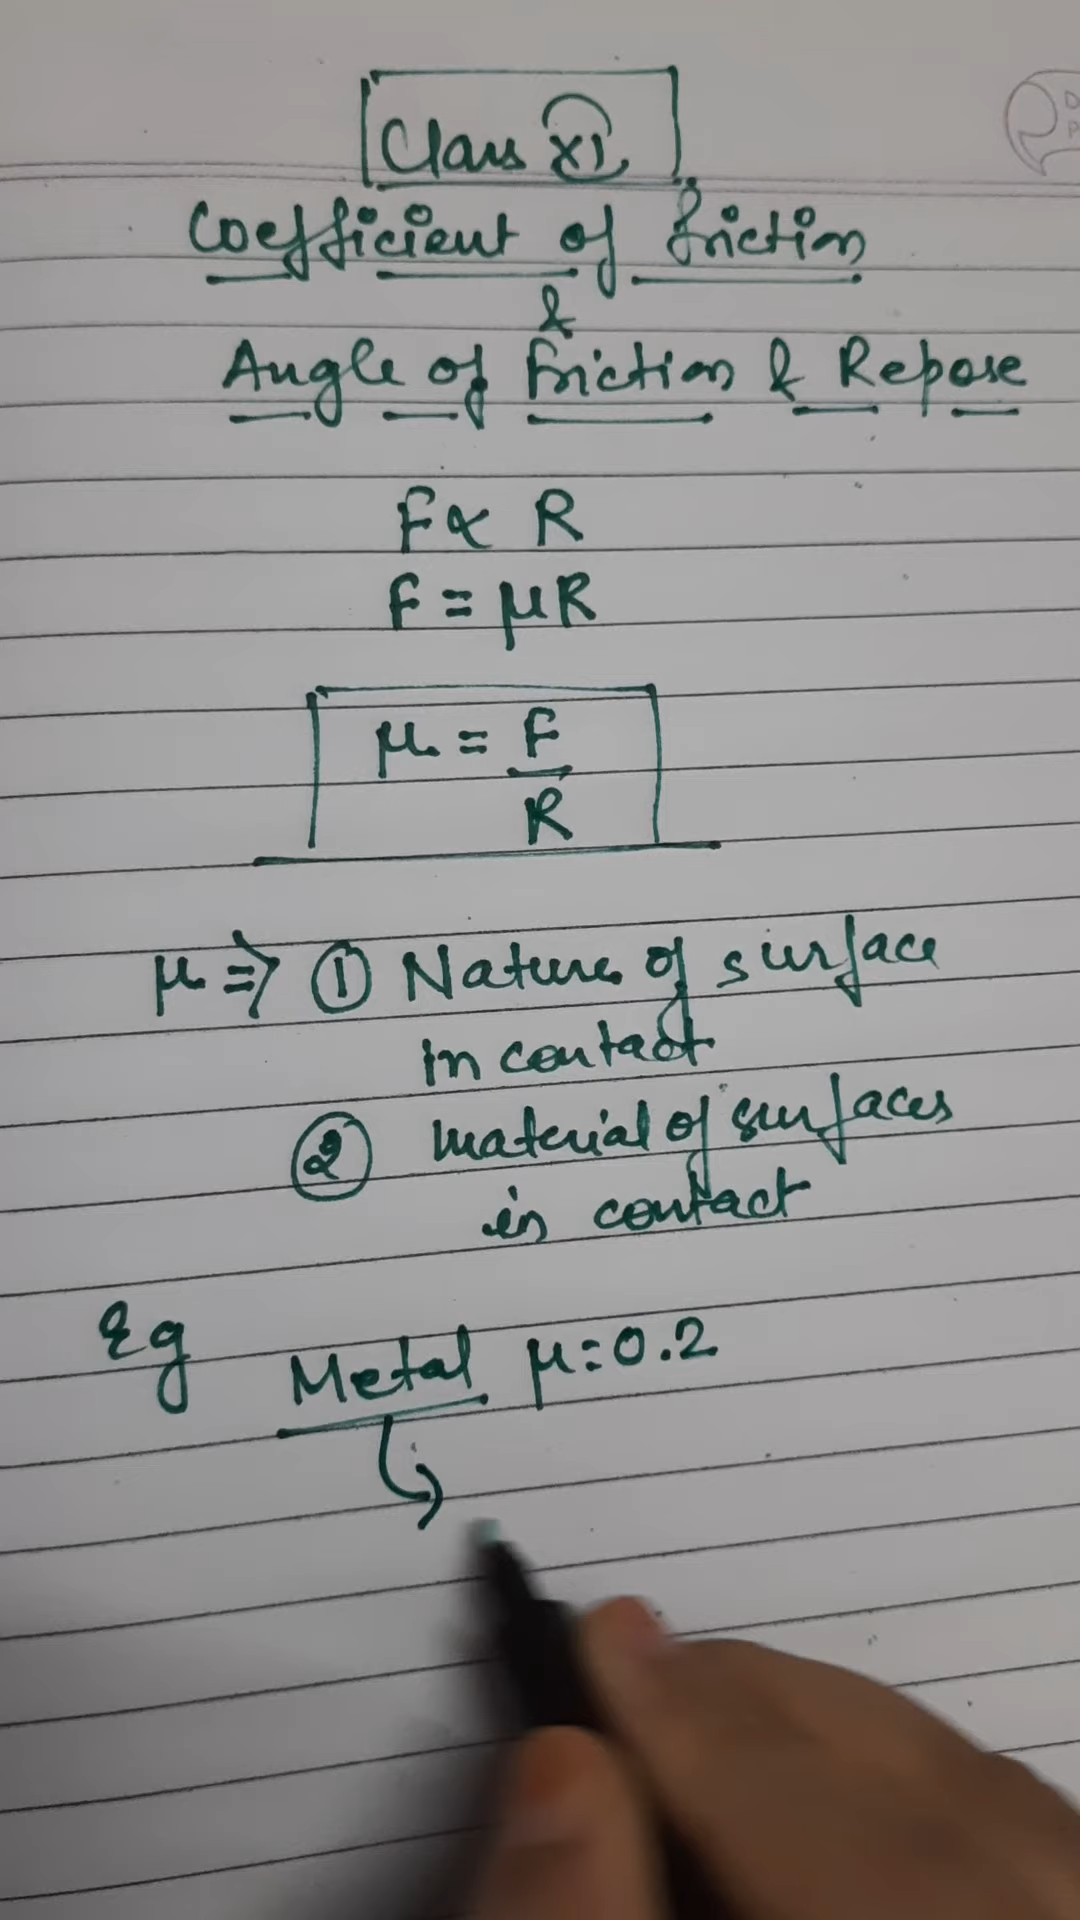 Class XI
Coefficient of friction
&
Angle of Friction & Repose
F ∝ R
F = μR
μ = F
R
μ ⇒ ① Nature of surface
in contact
② material of surfaces
in contact
Eg
Metal μ = 0.2
D
P